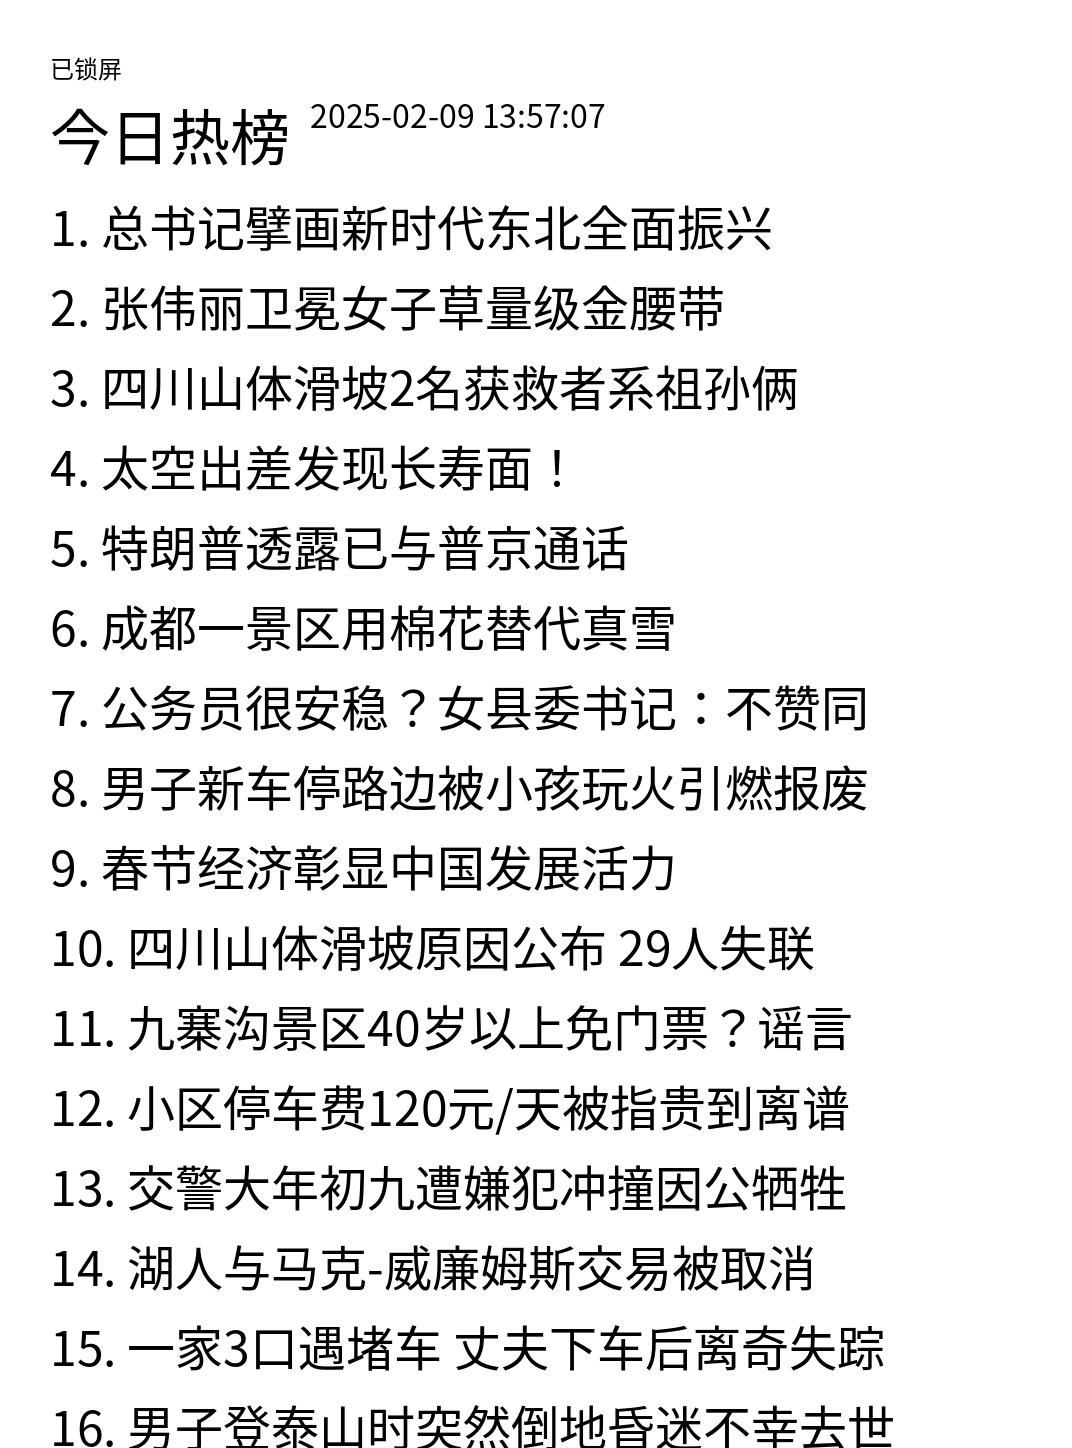 已锁屏
今日热榜 2025-02-09 13:57:07
1. 总书记擘画新时代东北全面振兴
2. 张伟丽卫冕女子草量级金腰带
3. 四川山体滑坡2名获救者系祖孙俩
4. 太空出差发现长寿面！
5. 特朗普透露已与普京通话
6. 成都一景区用棉花替代真雪
7. 公务员很安稳？女县委书记：不赞同
8. 男子新车停路边被小孩玩火引燃报废
9. 春节经济彰显中国发展活力
10. 四川山体滑坡原因公布 29人失联
11. 九寨沟景区40岁以上免门票？谣言
12. 小区停车费120元/天被指贵到离谱
13. 交警大年初九遭嫌犯冲撞因公牺牲
14. 湖人与马克-威廉姆斯交易被取消
15. 一家3口遇堵车 丈夫下车后离奇失踪
16. 男子登泰山时突然倒地昏迷不幸去世